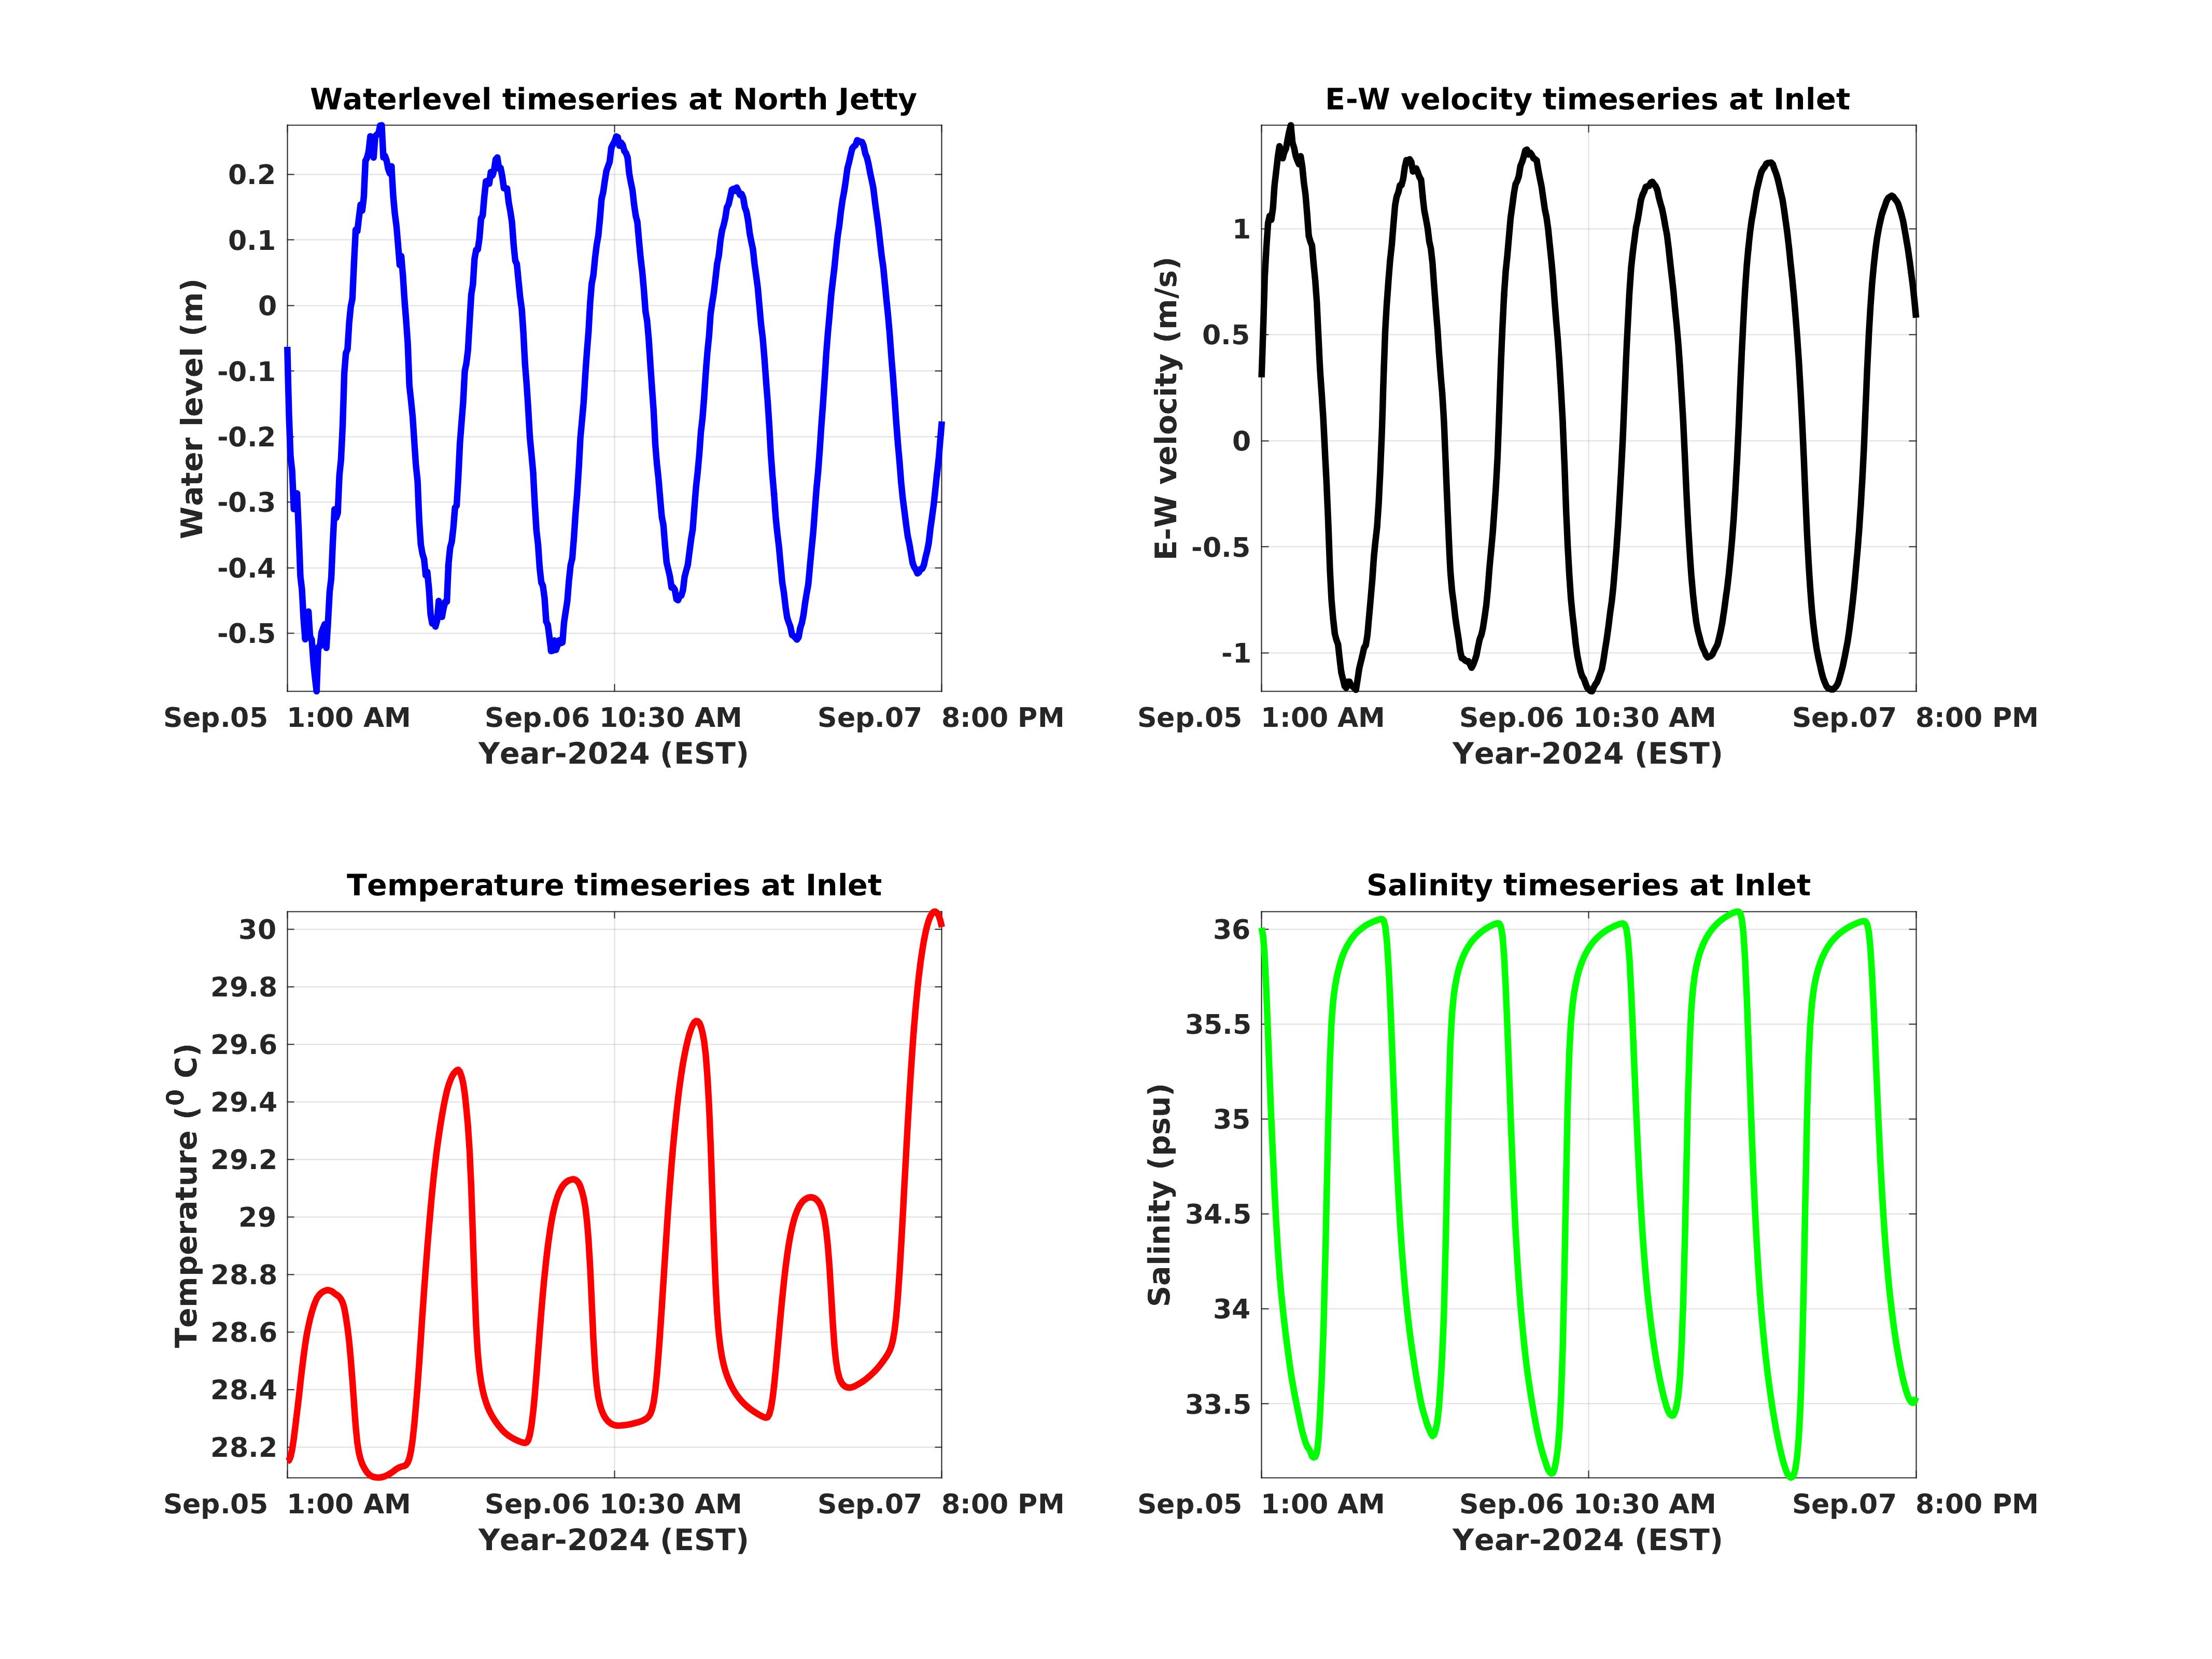 Waterlevel timeseries at North Jetty
Water level (m)
0.2
0.1
0
-0.1
-0.2
-0.3
-0.4
-0.5
Sep.05 1:00 AM Sep.06 10:30 AM Sep.07 8:00 PM
Year-2024 (EST)
E-W velocity timeseries at Inlet
E-W velocity (m/s)
1
0.5
0
-0.5
-1
Sep.05 1:00 AM Sep.06 10:30 AM Sep.07 8:00 PM
Year-2024 (EST)
Temperature timeseries at Inlet
Temperature (⁰ C)
30
29.8
29.6
29.4
29.2
29
28.8
28.6
28.4
28.2
Sep.05 1:00 AM Sep.06 10:30 AM Sep.07 8:00 PM
Year-2024 (EST)
Salinity timeseries at Inlet
Salinity (psu)
36
35.5
35
34.5
34
33.5
Sep.05 1:00 AM Sep.06 10:30 AM Sep.07 8:00 PM
Year-2024 (EST)